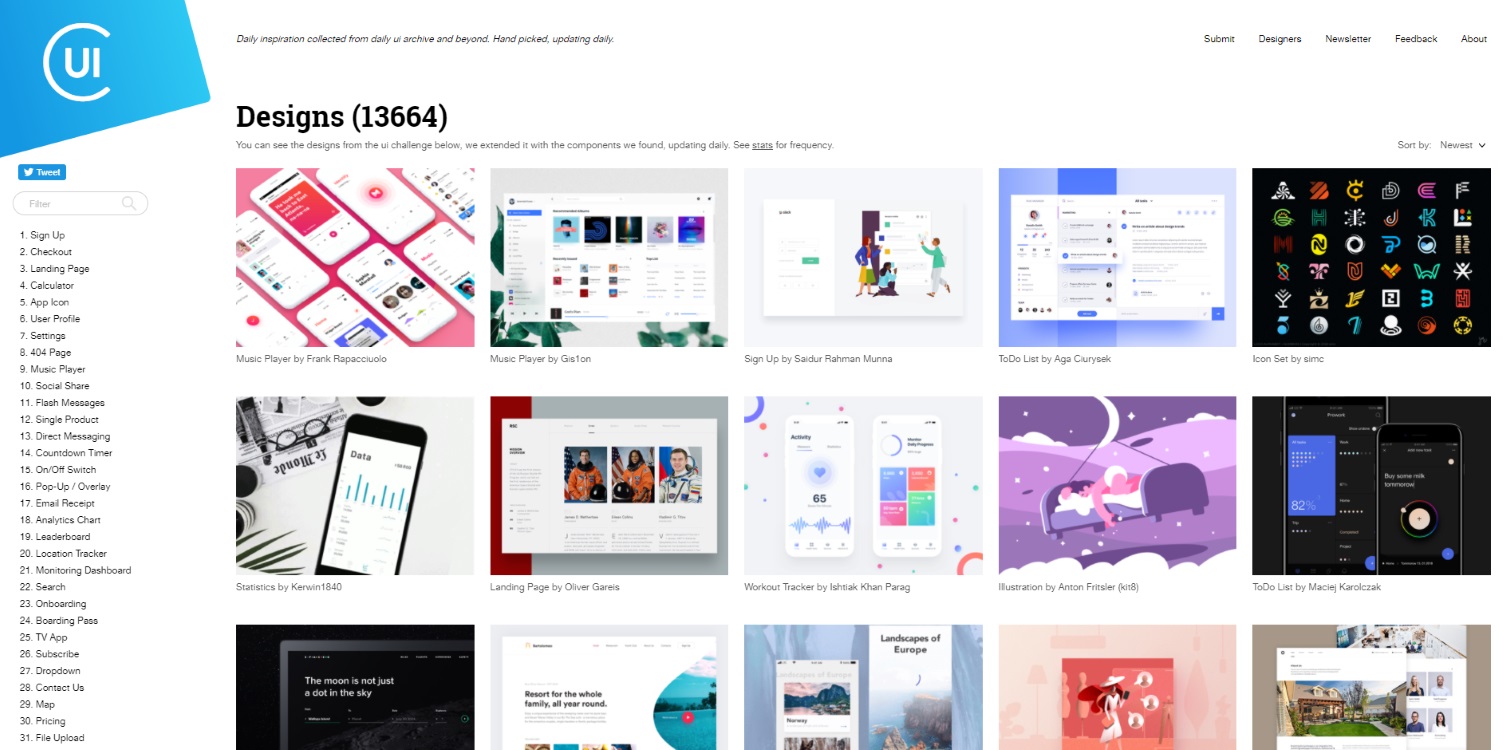 UI
Daily inspiration collected from daily ui archive and beyond. Hand picked, updating daily.
Submit
Designers
Newsletter
Feedback
About
Designs (13664)
You can see the designs from the ui challenge below, we extended it with the components we found, updating daily. See stats for frequency.
Sort by: Newest
Tweet
Filter
1. Sign Up
2. Checkout
3. Landing Page
4. Calculator
5. App Icon
6. User Profile
7. Settings
8. 404 Page
9. Music Player
10. Social Share
11. Flash Messages
12. Single Product
13. Direct Messaging
14. Countdown Timer
15. On/Off Switch
16. Pop-Up / Overlay
17. Email Receipt
18. Analytics Chart
19. Leaderboard
20. Location Tracker
21. Monitoring Dashboard
22. Search
23. Onboarding
24. Boarding Pass
25. TV App
26. Subscribe
27. Dropdown
28. Contact Us
29. Map
30. Pricing
31. File Upload
Music Player by Frank Rapacciuolo
Music Player by Gis1on
Sign Up by Saidur Rahman Munna
ToDo List by Aga Ciurysek
Icon Set by simc
Le Monde
Data
Activity
65
Monitor
Daily Progress
82%
Buy some milk
tommorow
Statistics by Kerwin1840
Landing Page by Oliver Gareis
Workout Tracker by Ishtiak Khan Parag
Illustration by Anton Fritsler (kit8)
ToDo List by Maciej Karolczak
The moon is not just
a dot in the sky
Resort for the whole
family, all year round.
Landscapes of Europe
Norway
Landscapes of
Europe